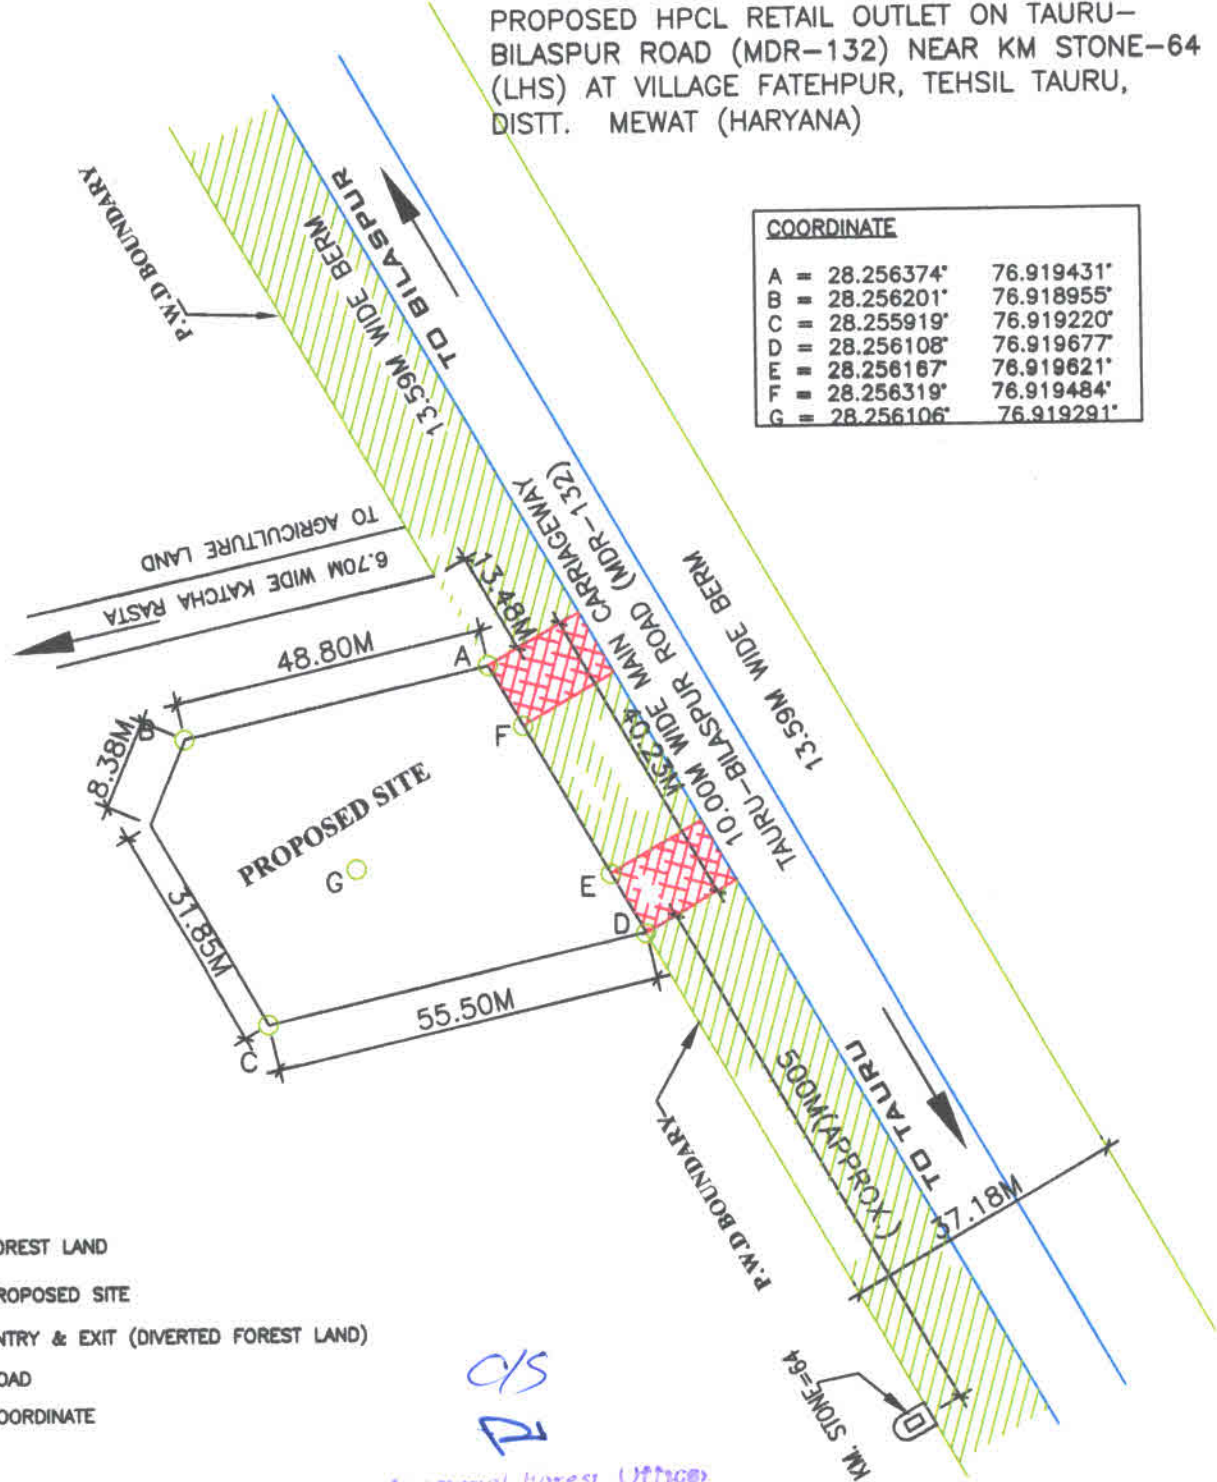 PROPOSED HPCL RETAIL OUTLET ON TAURU-
BILASPUR ROAD (MDR-132) NEAR KM STONE-64
(LHS) AT VILLAGE FATEHPUR, TEHSIL TAURU,
DISTT. MEWAT (HARYANA)
COORDINATE
A = 28.256374° 76.919431°
B = 28.256201° 76.918955°
C = 28.255919° 76.919220°
D = 28.256108° 76.919677°
E = 28.256167° 76.919621°
F = 28.256319° 76.919484°
G = 28.256106° 76.919291°
P.W.D BOUNDARY
TO BILASPUR
13.59M WIDE BERM
TO AGRICULTURE LAND
6.70M WIDE KATCHA RASTA
13.48M
10.00M WIDE MAIN CARRIAGEWAY
TAURU-BILASPUR ROAD (MDR-132)
13.59M WIDE BERM
40.23M
48.80M
A
B
8.38M
F
PROPOSED SITE
G
E
D
31.85M
55.50M
C
P.W.D BOUNDARY
500M(APPROX.)
TO TAURU
37.18M
KM. STONE=64
OREST LAND
ROPOSED SITE
NTRY & EXIT (DIVERTED FOREST LAND)
OAD
OORDINATE
C/S
Forest Officer